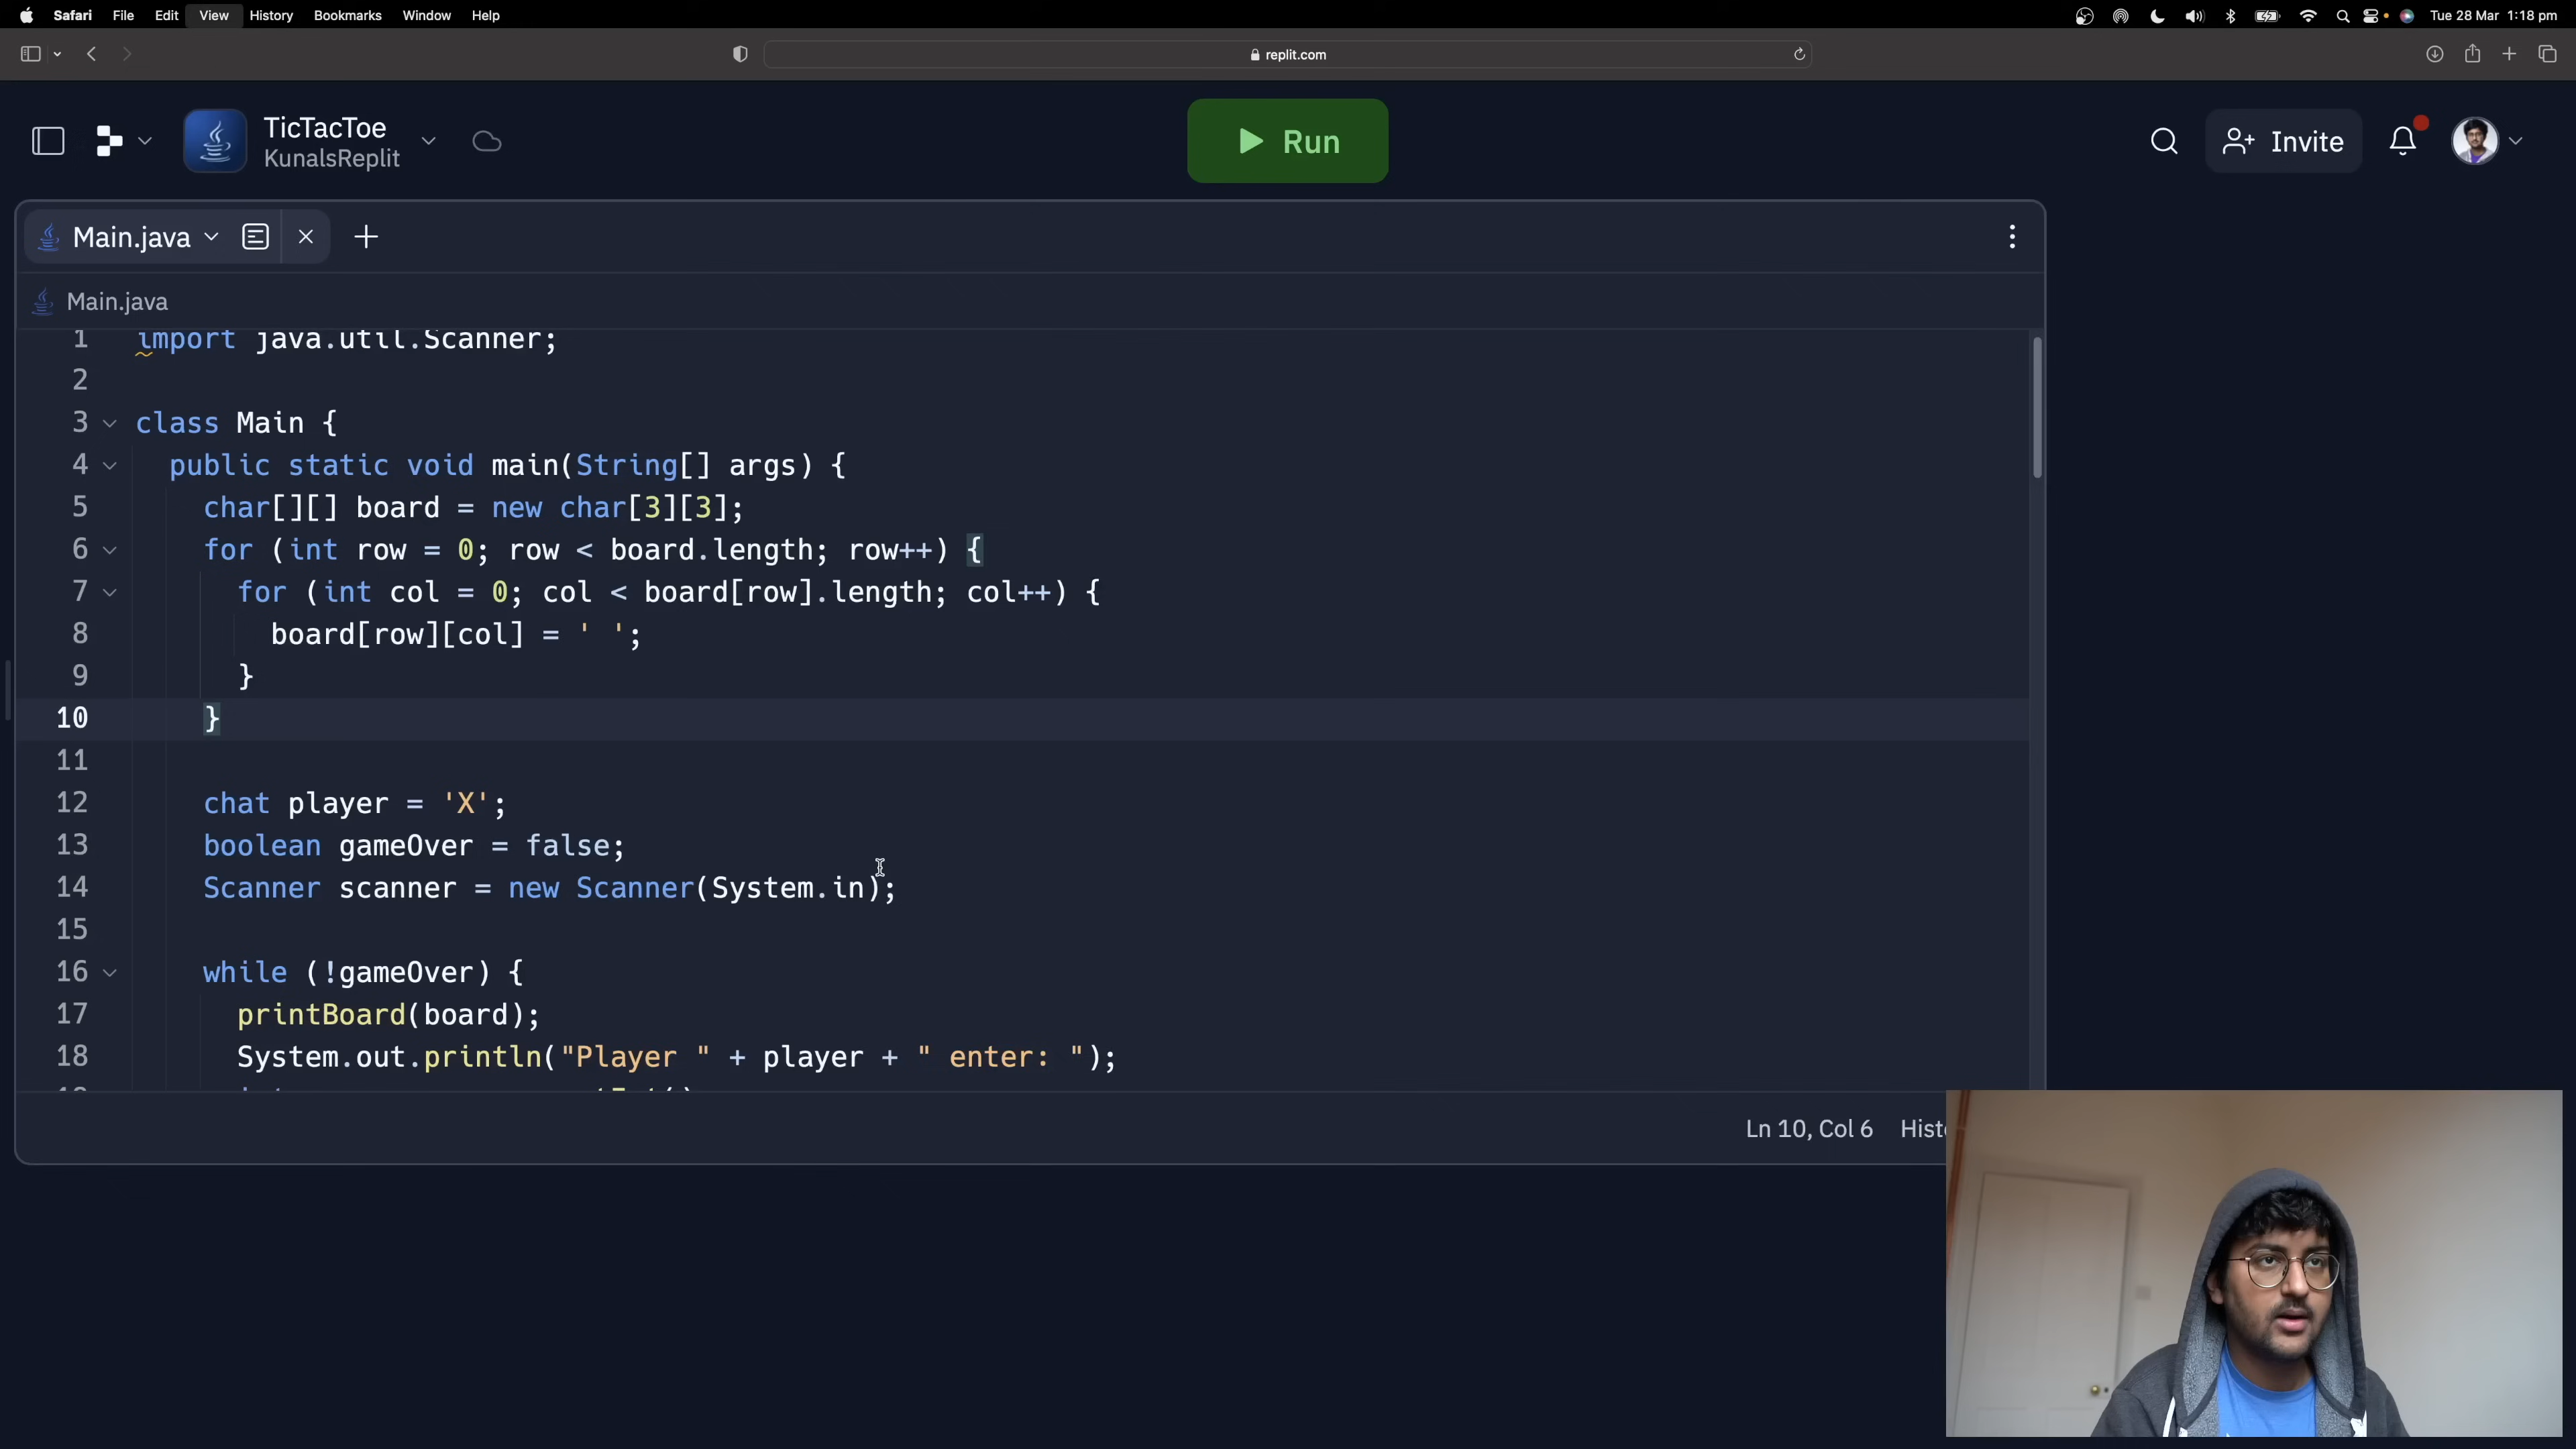 Safari File Edit View History Bookmarks Window Help Tue 28 Mar 1:18 pm
replit.com
TicTacToe
KunalsReplit
Run
Invite
Main.java
Main.java
1 import java.util.Scanner;
2
3 class Main {
4 public static void main(String[] args) {
5 char[][] board = new char[3][3];
6 for (int row = 0; row < board.length; row++) {
7 for (int col = 0; col < board[row].length; col++) {
8 board[row][col] = ' ';
9 }
10 }
11
12 chat player = 'X';
13 boolean gameOver = false;
14 Scanner scanner = new Scanner(System.in);
15
16 while (!gameOver) {
17 printBoard(board);
18 System.out.println("Player " + player + " enter: ");
Ln 10, Col 6